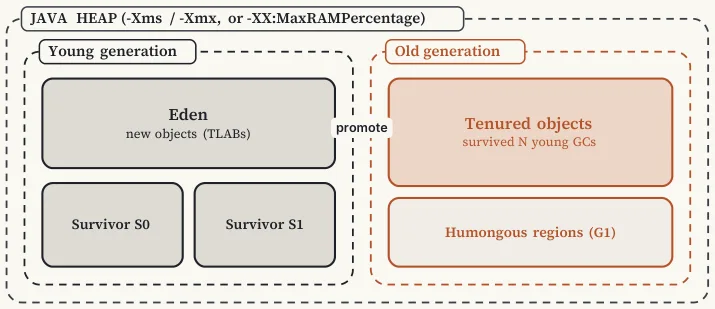 JAVA HEAP (-Xms / -Xmx, or -XX:MaxRAMPercentage)
Young generation
Eden
new objects (TLABs)
Survivor S0
Survivor S1
promote
Old generation
Tenured objects
survived N young GCs
Humongous regions (G1)